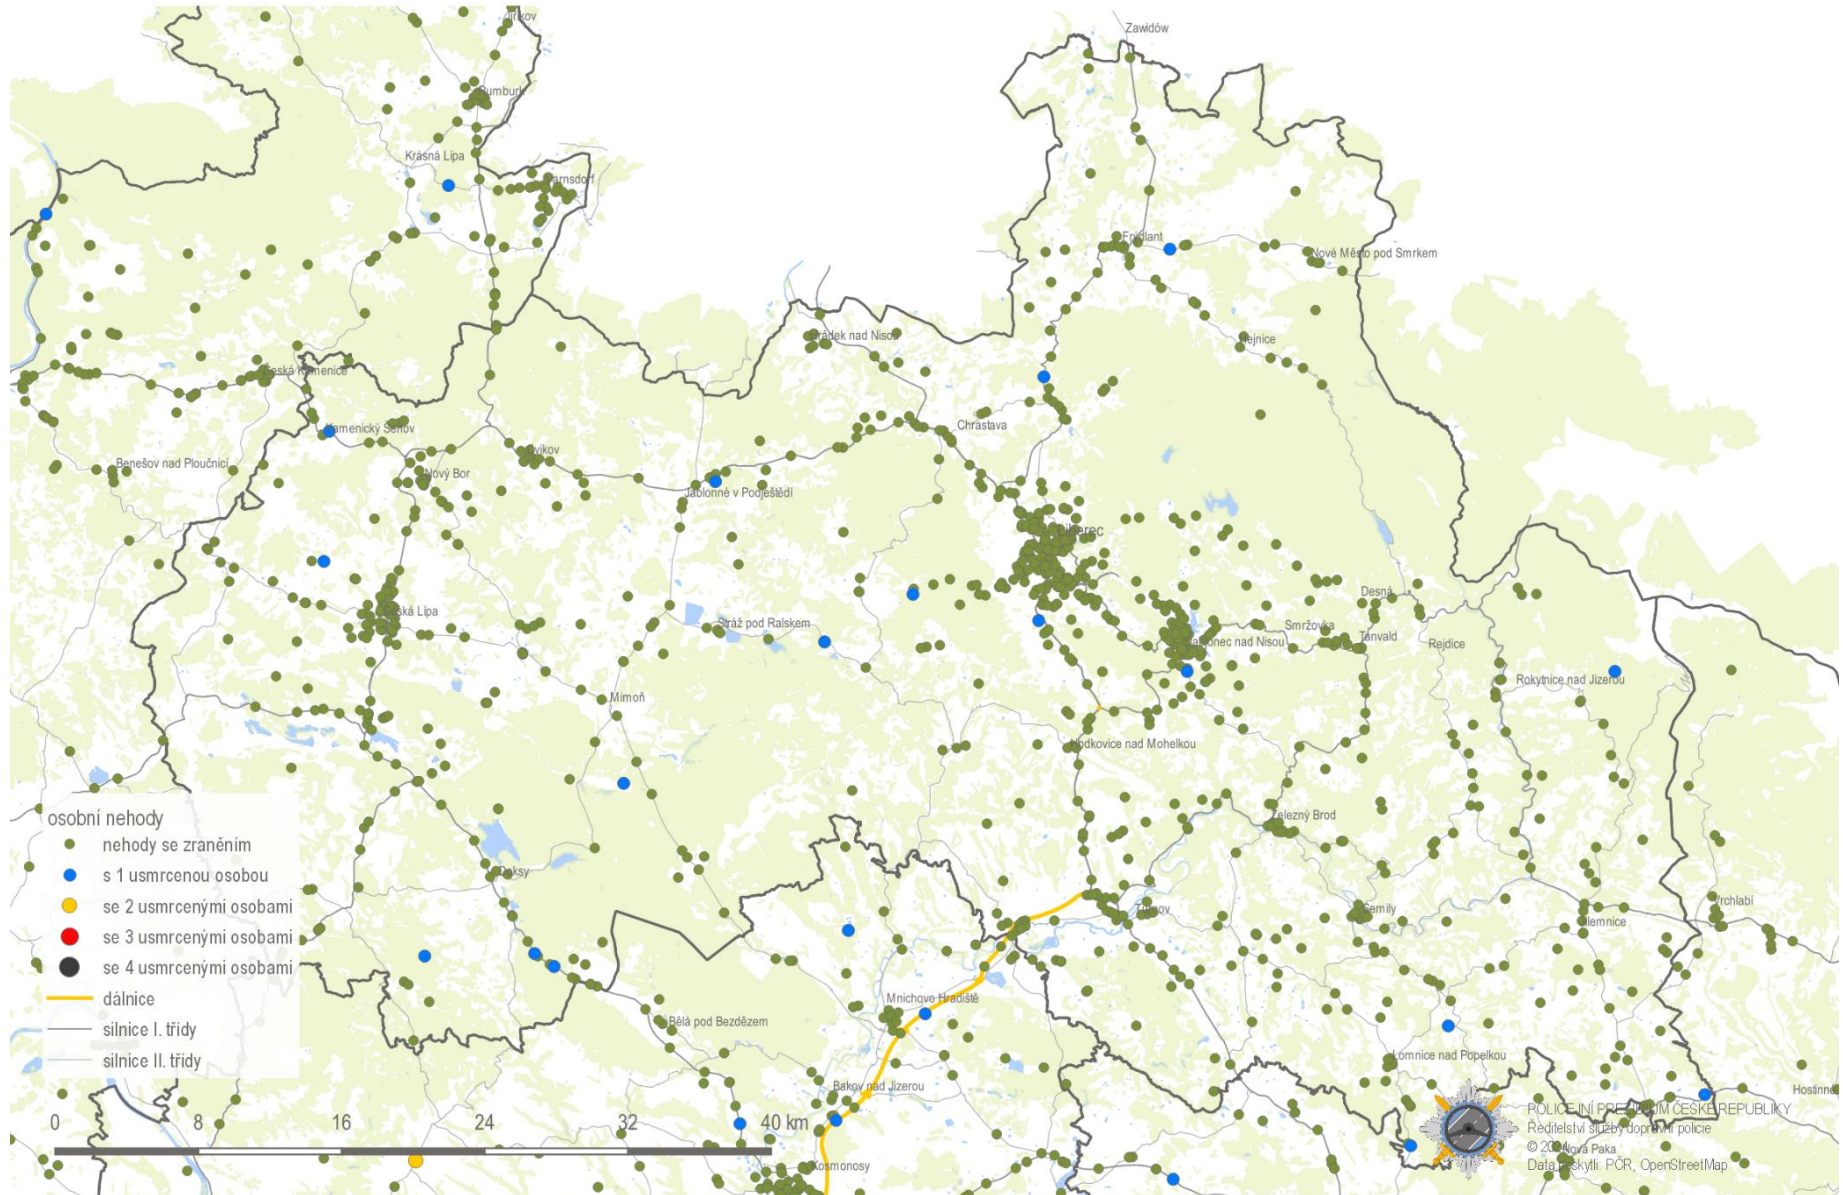 Jiříkov
Zawidów
Rumburk
Krásná Lípa
Varnsdorf
Frýdlant
Nové Město pod Smrkem
Hrádek nad Nisou
Hejnice
Česká Kamenice
Chrastava
Kamenický Šenov
Cvikov
Benešov nad Ploučnicí
Nový Bor
Jablonné v Podještědí
Liberec
Desná
Česká Lípa
Stráž pod Ralskem
Smržovka
Tanvald
Jablonec nad Nisou
Rejdice
Rokytnice nad Jizerou
Mimoň
Hodkovice nad Mohelkou
Železný Brod
osobní nehody
nehody se zraněním
s 1 usmrcenou osobou
se 2 usmrcenými osobami
se 3 usmrcenými osobami
se 4 usmrcenými osobami
dálnice
silnice I. třídy
silnice II. třídy
Doksy
Turnov
Semily
Jilemnice
Vrchlabí
Mnichovo Hradiště
Bělá pod Bezdězem
Lomnice nad Popelkou
Bakov nad Jizerou
Hostinné
0 8 16 24 32 40 km
Kosmonosy
POLICEJNÍ PREZIDIUM ČESKÉ REPUBLIKY
Ředitelství služby dopravní policie
Nová Paka
Data poskytli: PČR, OpenStreetMap